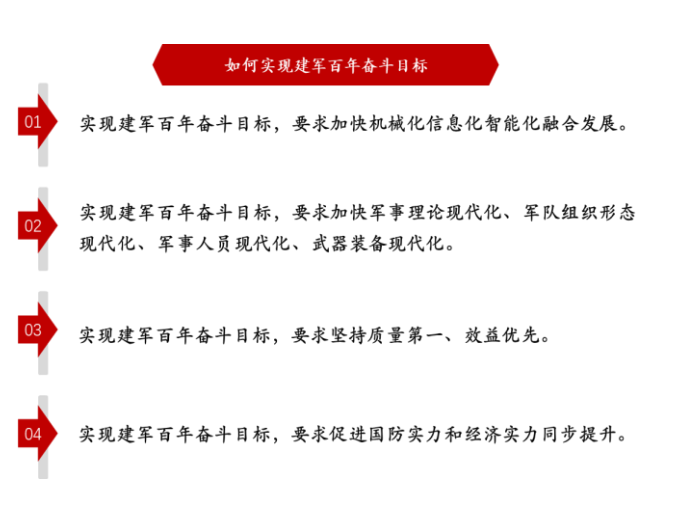 如何实现建军百年奋斗目标
01
实现建军百年奋斗目标，要求加快机械化信息化智能化融合发展。
02
实现建军百年奋斗目标，要求加快军事理论现代化、军队组织形态
现代化、军事人员现代化、武器装备现代化。
03
实现建军百年奋斗目标，要求坚持质量第一、效益优先。
04
实现建军百年奋斗目标，要求促进国防实力和经济实力同步提升。